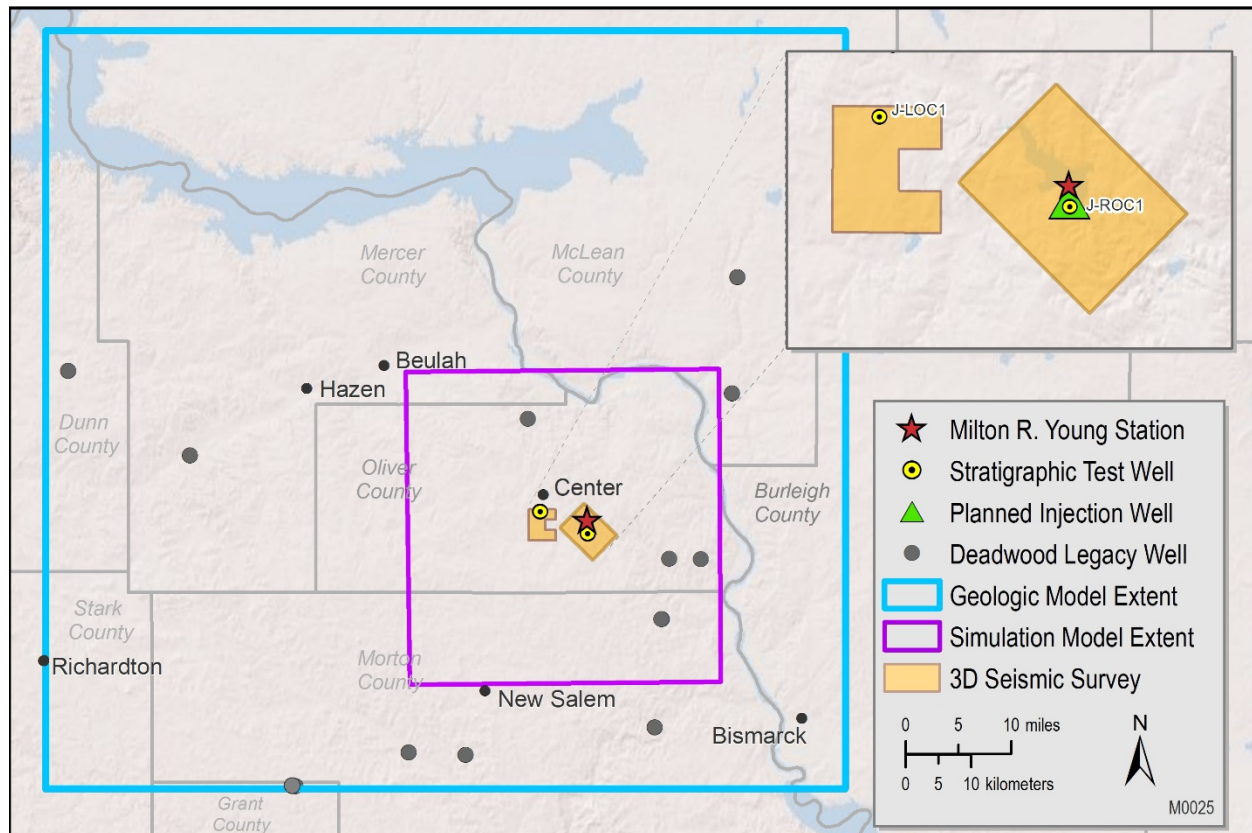 J-LOC1
J-ROC1
Mercer
County
McLean
County
Beulah
Hazen
Dunn
County
Oliver
County
Center
Burleigh
County
Stark
County
Richardton
Morton
County
New Salem
Bismarck
Grant
County
Milton R. Young Station
Stratigraphic Test Well
Planned Injection Well
Deadwood Legacy Well
Geologic Model Extent
Simulation Model Extent
3D Seismic Survey
0 5 10 miles
0 5 10 kilometers
N
M0025